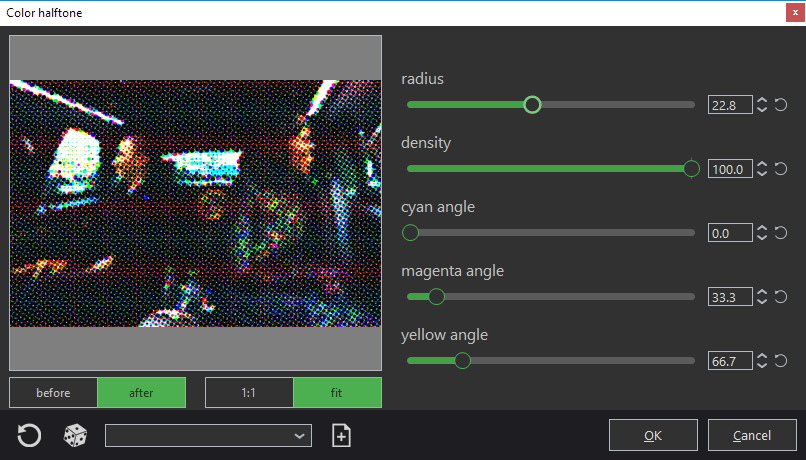 Color halftone
x
radius
22.8
density
100.0
cyan angle
0.0
magenta angle
33.3
yellow angle
66.7
before after 1:1 fit
OK Cancel